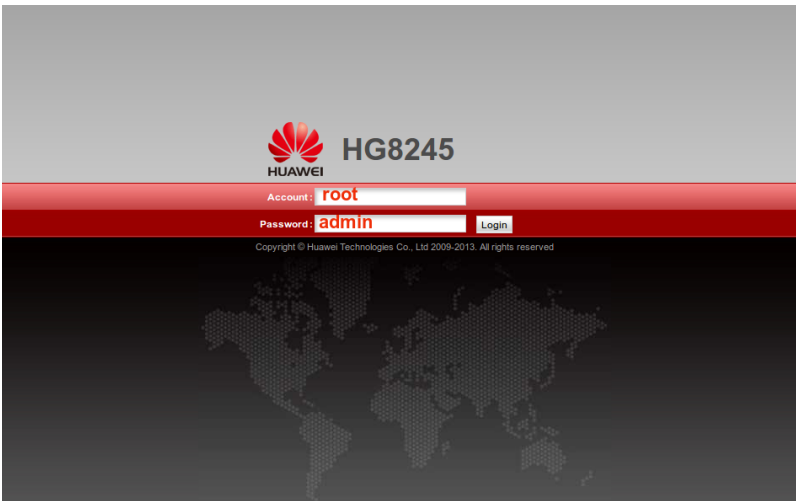 HUAWEI
HG8245
Account : root
Password : admin
Login
Copyright © Huawei Technologies Co., Ltd 2009-2013. All rights reserved